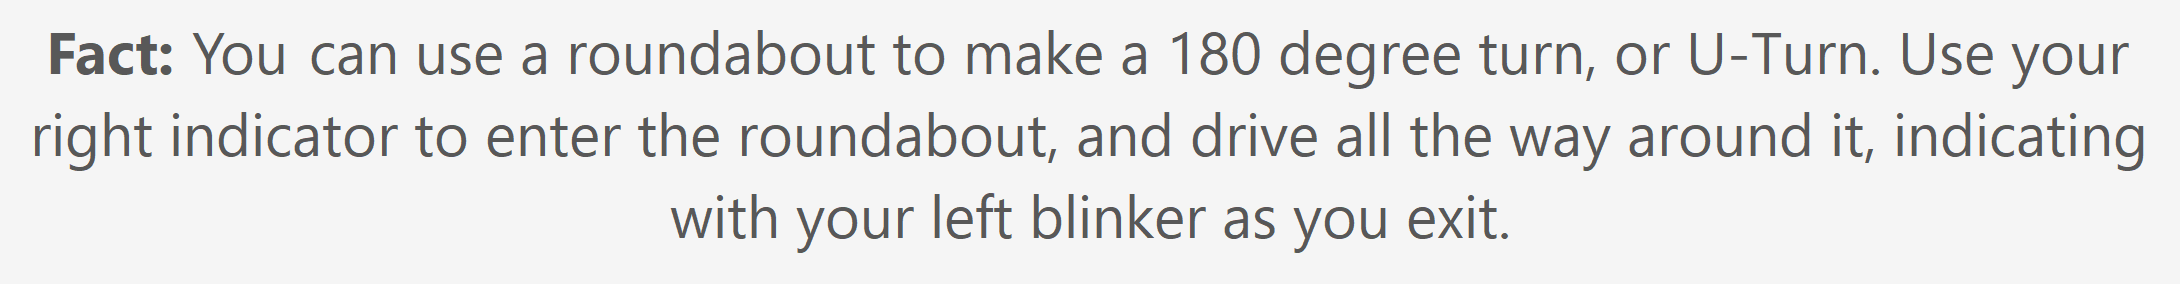 Fact: You can use a roundabout to make a 180 degree turn, or U-Turn. Use your
right indicator to enter the roundabout, and drive all the way around it, indicating
with your left blinker as you exit.